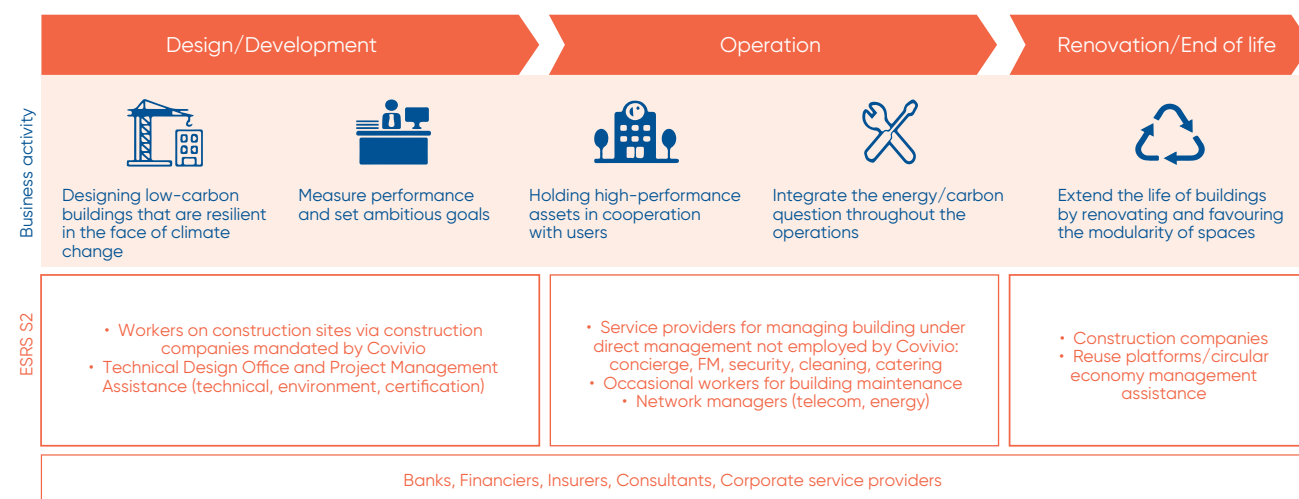 Design/Development
Operation
Renovation/End of life
Business activity
Designing low-carbon
buildings that are resilient
in the face of climate
change
Measure performance
and set ambitious goals
Holding high-performance
assets in cooperation
with users
Integrate the energy/carbon
question throughout the
operations
Extend the life of buildings
by renovating and favouring
the modularity of spaces
ESRS S2
• Workers on construction sites via construction
companies mandated by Covivio
• Technical Design Office and Project Management
Assistance (technical, environment, certification)
• Service providers for managing building under
direct management not employed by Covivio:
concierge, FM, security, cleaning, catering
• Occasional workers for building maintenance
• Network managers (telecom, energy)
• Construction companies
• Reuse platforms/circular
economy management
assistance
Banks, Financiers, Insurers, Consultants, Corporate service providers